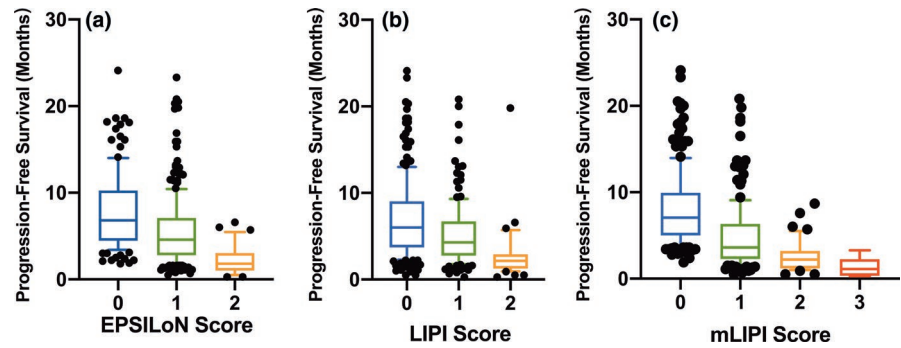 (a)
Progression-Free Survival (Months)
30
20
10
0
0 1 2
EPSILoN Score
(b)
Progression-Free Survival (Months)
30
20
10
0
0 1 2
LIPI Score
(c)
Progression-Free Survival (Months)
30
20
10
0
0 1 2 3
mLIPI Score